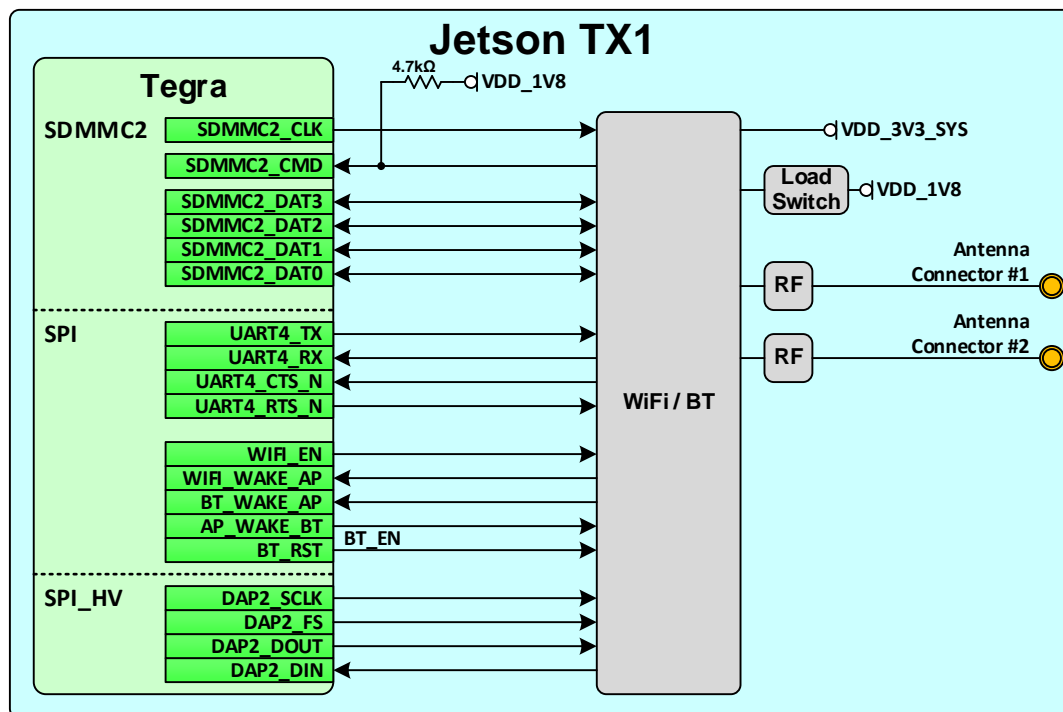 Jetson TX1
4.7kΩ
VDD_1V8
Tegra
SDMMC2
SDMMC2_CLK
SDMMC2_CMD
SDMMC2_DAT3
SDMMC2_DAT2
SDMMC2_DAT1
SDMMC2_DAT0
SPI
UART4_TX
UART4_RX
UART4_CTS_N
UART4_RTS_N
WIFI_EN
WIFI_WAKE_AP
BT_WAKE_AP
AP_WAKE_BT
BT_RST
BT_EN
SPI_HV
DAP2_SCLK
DAP2_FS
DAP2_DOUT
DAP2_DIN
WiFi / BT
VDD_3V3_SYS
Load
Switch
VDD_1V8
RF
Antenna
Connector #1
RF
Antenna
Connector #2